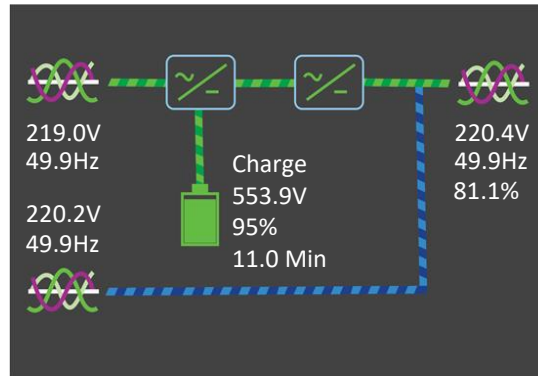 219.0V
49.9Hz
220.2V
49.9Hz
Charge
553.9V
95%
11.0 Min
220.4V
49.9Hz
81.1%